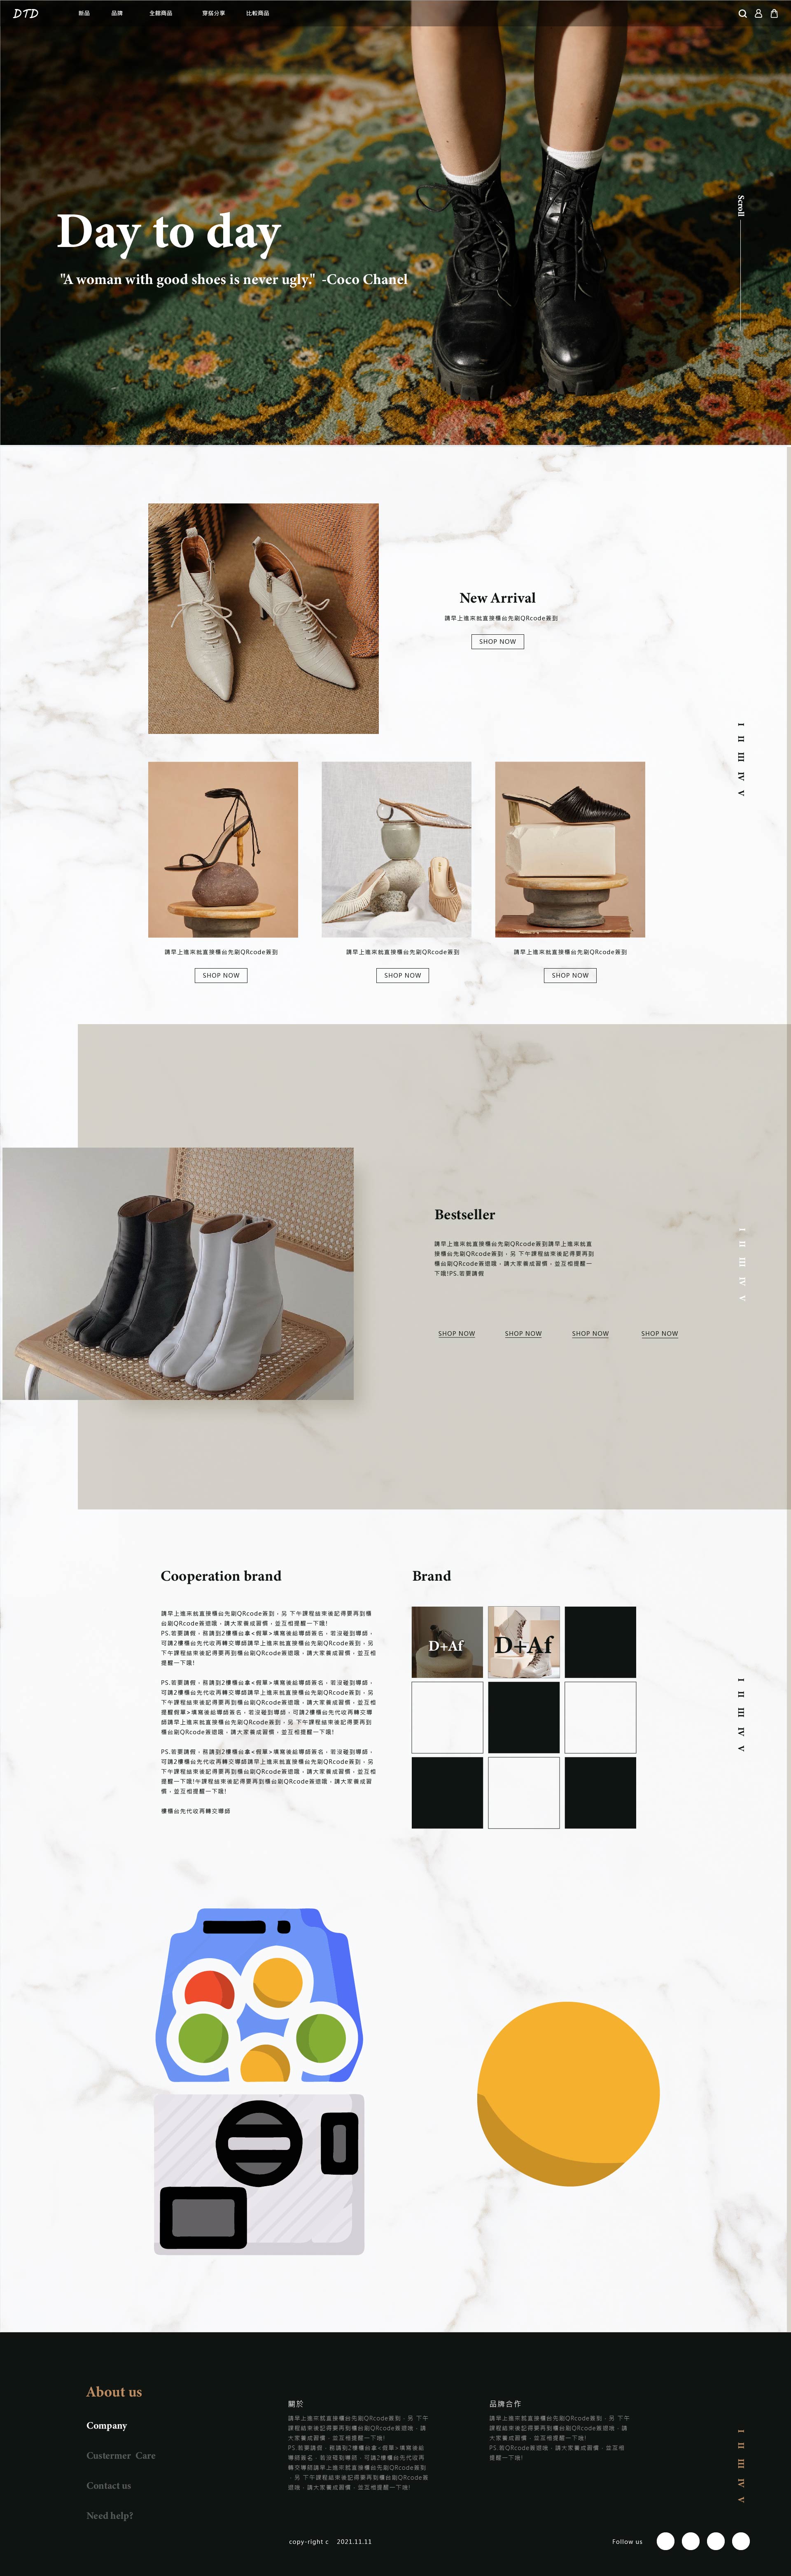 DTD
新品 品牌 全館商品 穿搭分享 比較商品
Scroll
Day to day
"A woman with good shoes is never ugly." -Coco Chanel
New Arrival
請早上進來就直接櫃台先刷QRcode簽到
SHOP NOW
I II III IV V
請早上進來就直接櫃台先刷QRcode簽到
SHOP NOW
請早上進來就直接櫃台先刷QRcode簽到
SHOP NOW
請早上進來就直接櫃台先刷QRcode簽到
SHOP NOW
Bestseller
請早上進來就直接櫃台先刷QRcode簽到請早上進來就直
接櫃台先刷QRcode簽到，另 下午課程結束後記得要再到
櫃台刷QRcode簽退哦，請大家養成習慣，並互相提醒一
下哦!PS.若要請假
SHOP NOW SHOP NOW SHOP NOW SHOP NOW
I II III IV V
Cooperation brand
請早上進來就直接櫃台先刷QRcode簽到，另 下午課程結束後記得要再到櫃
台刷QRcode簽退哦，請大家養成習慣，並互相提醒一下哦!
PS.若要請假，務請到2樓櫃台拿<假單>填寫後給導師簽名，若沒碰到導師，
可請2樓櫃台先代收再轉交導師請早上進來就直接櫃台先刷QRcode簽到，另
下午課程結束後記得要再到櫃台刷QRcode簽退哦，請大家養成習慣，並互相
提醒一下哦!
PS.若要請假，務請到2樓櫃台拿<假單>填寫後給導師簽名，若沒碰到導師，
可請2樓櫃台先代收再轉交導師請早上進來就直接櫃台先刷QRcode簽到，另
下午課程結束後記得要再到櫃台刷QRcode簽退哦，請大家養成習慣，並互相
提醒假單>填寫後給導師簽名，若沒碰到導師，可請2樓櫃台先代收再轉交導
師請早上進來就直接櫃台先刷QRcode簽到，另 下午課程結束後記得要再到
櫃台刷QRcode簽退哦，請大家養成習慣，並互相提醒一下哦!
PS.若要請假，務請到2樓櫃台拿<假單>填寫後給導師簽名，若沒碰到導師，
可請2樓櫃台先代收再轉交導師請早上進來就直接櫃台先刷QRcode簽到，另
下午課程結束後記得要再到櫃台刷QRcode簽退哦，請大家養成習慣，並互相
提醒一下哦!午課程結束後記得要再到櫃台刷QRcode簽退哦，請大家養成習
慣，並互相提醒一下哦!
樓櫃台先代收再轉交導師
Brand
D+Af
D+Af
I II III IV V
About us
Company
Custermer Care
Contact us
Need help?
關於
請早上進來就直接櫃台先刷QRcode簽到，另 下午
課程結束後記得要再到櫃台刷QRcode簽退哦，請
大家養成習慣，並互相提醒一下哦!
PS.若要請假，務請到2樓櫃台拿<假單>填寫後給
導師簽名，若沒碰到導師，可請2樓櫃台先代收再
轉交導師請早上進來就直接櫃台先刷QRcode簽到
，另 下午課程結束後記得要再到櫃台刷QRcode簽
退哦，請大家養成習慣，並互相提醒一下哦!
品牌合作
請早上進來就直接櫃台先刷QRcode簽到，另 下午
課程結束後記得要再到櫃台刷QRcode簽退哦，請
大家養成習慣，並互相提醒一下哦!
PS.若QRcode簽退哦，請大家養成習慣，並互相
提醒一下哦!
I II III IV V
copy-right c 2021.11.11
Follow us